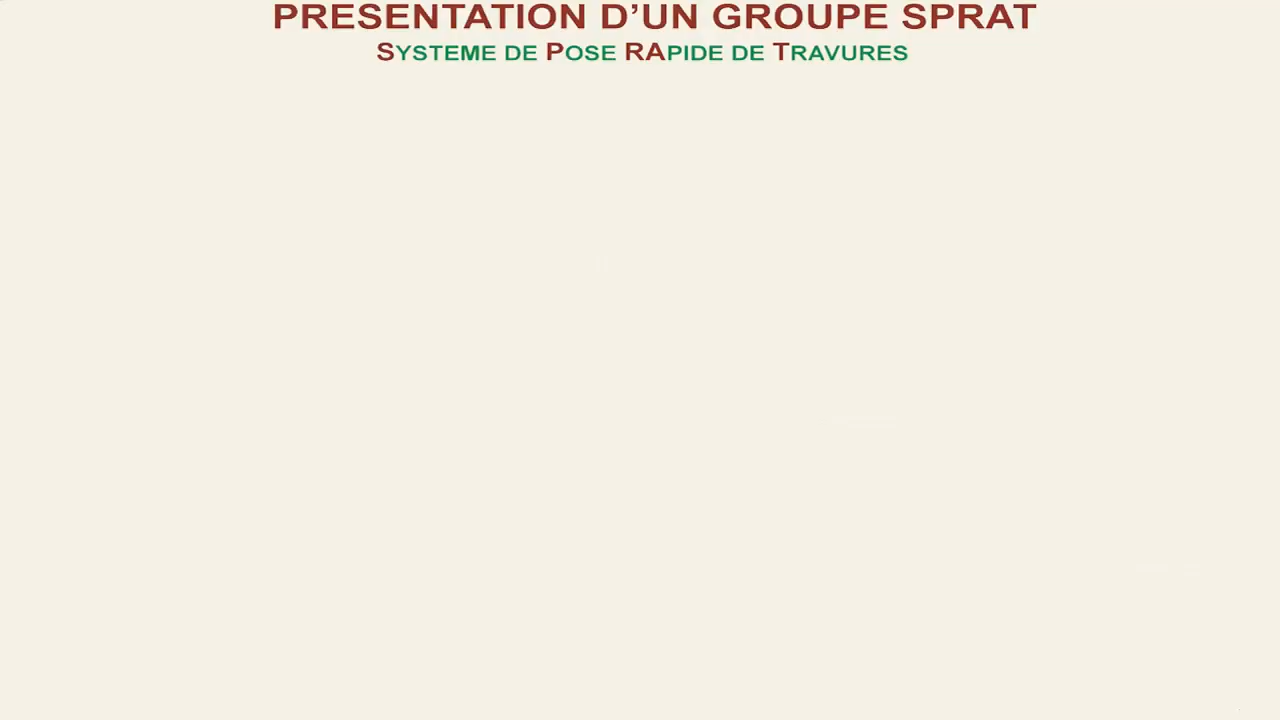 PRESENTATION D’UN GROUPE SPRAT
SYSTEME DE POSE RAPIDE DE TRAVURES